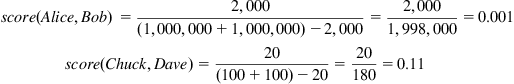 score(Alice, Bob) = 2,000 / ((1,000,000 + 1,000,000) − 2,000) = 2,000 / 1,998,000 = 0.001
score(Chuck, Dave) = 20 / ((100 + 100) − 20) = 20 / 180 = 0.11